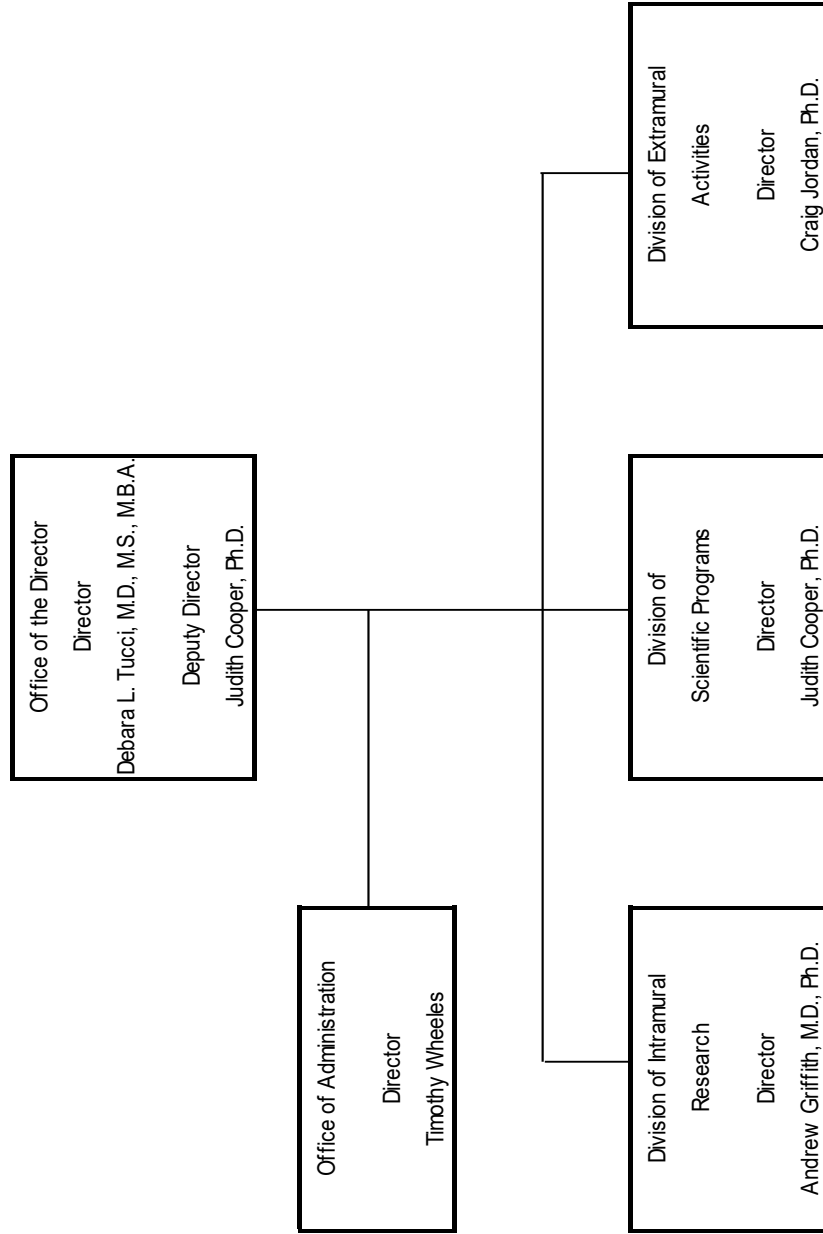 Office of the Director
Director
Debara L. Tucci, M.D., M.S., M.B.A.
Deputy Director
Judith Cooper, Ph.D.
Office of Administration
Director
Timothy Wheeles
Division of Intramural
Research
Director
Andrew Griffith, M.D., Ph.D.
Division of
Scientific Programs
Director
Judith Cooper, Ph.D.
Division of Extramural
Activities
Director
Craig Jordan, Ph.D.